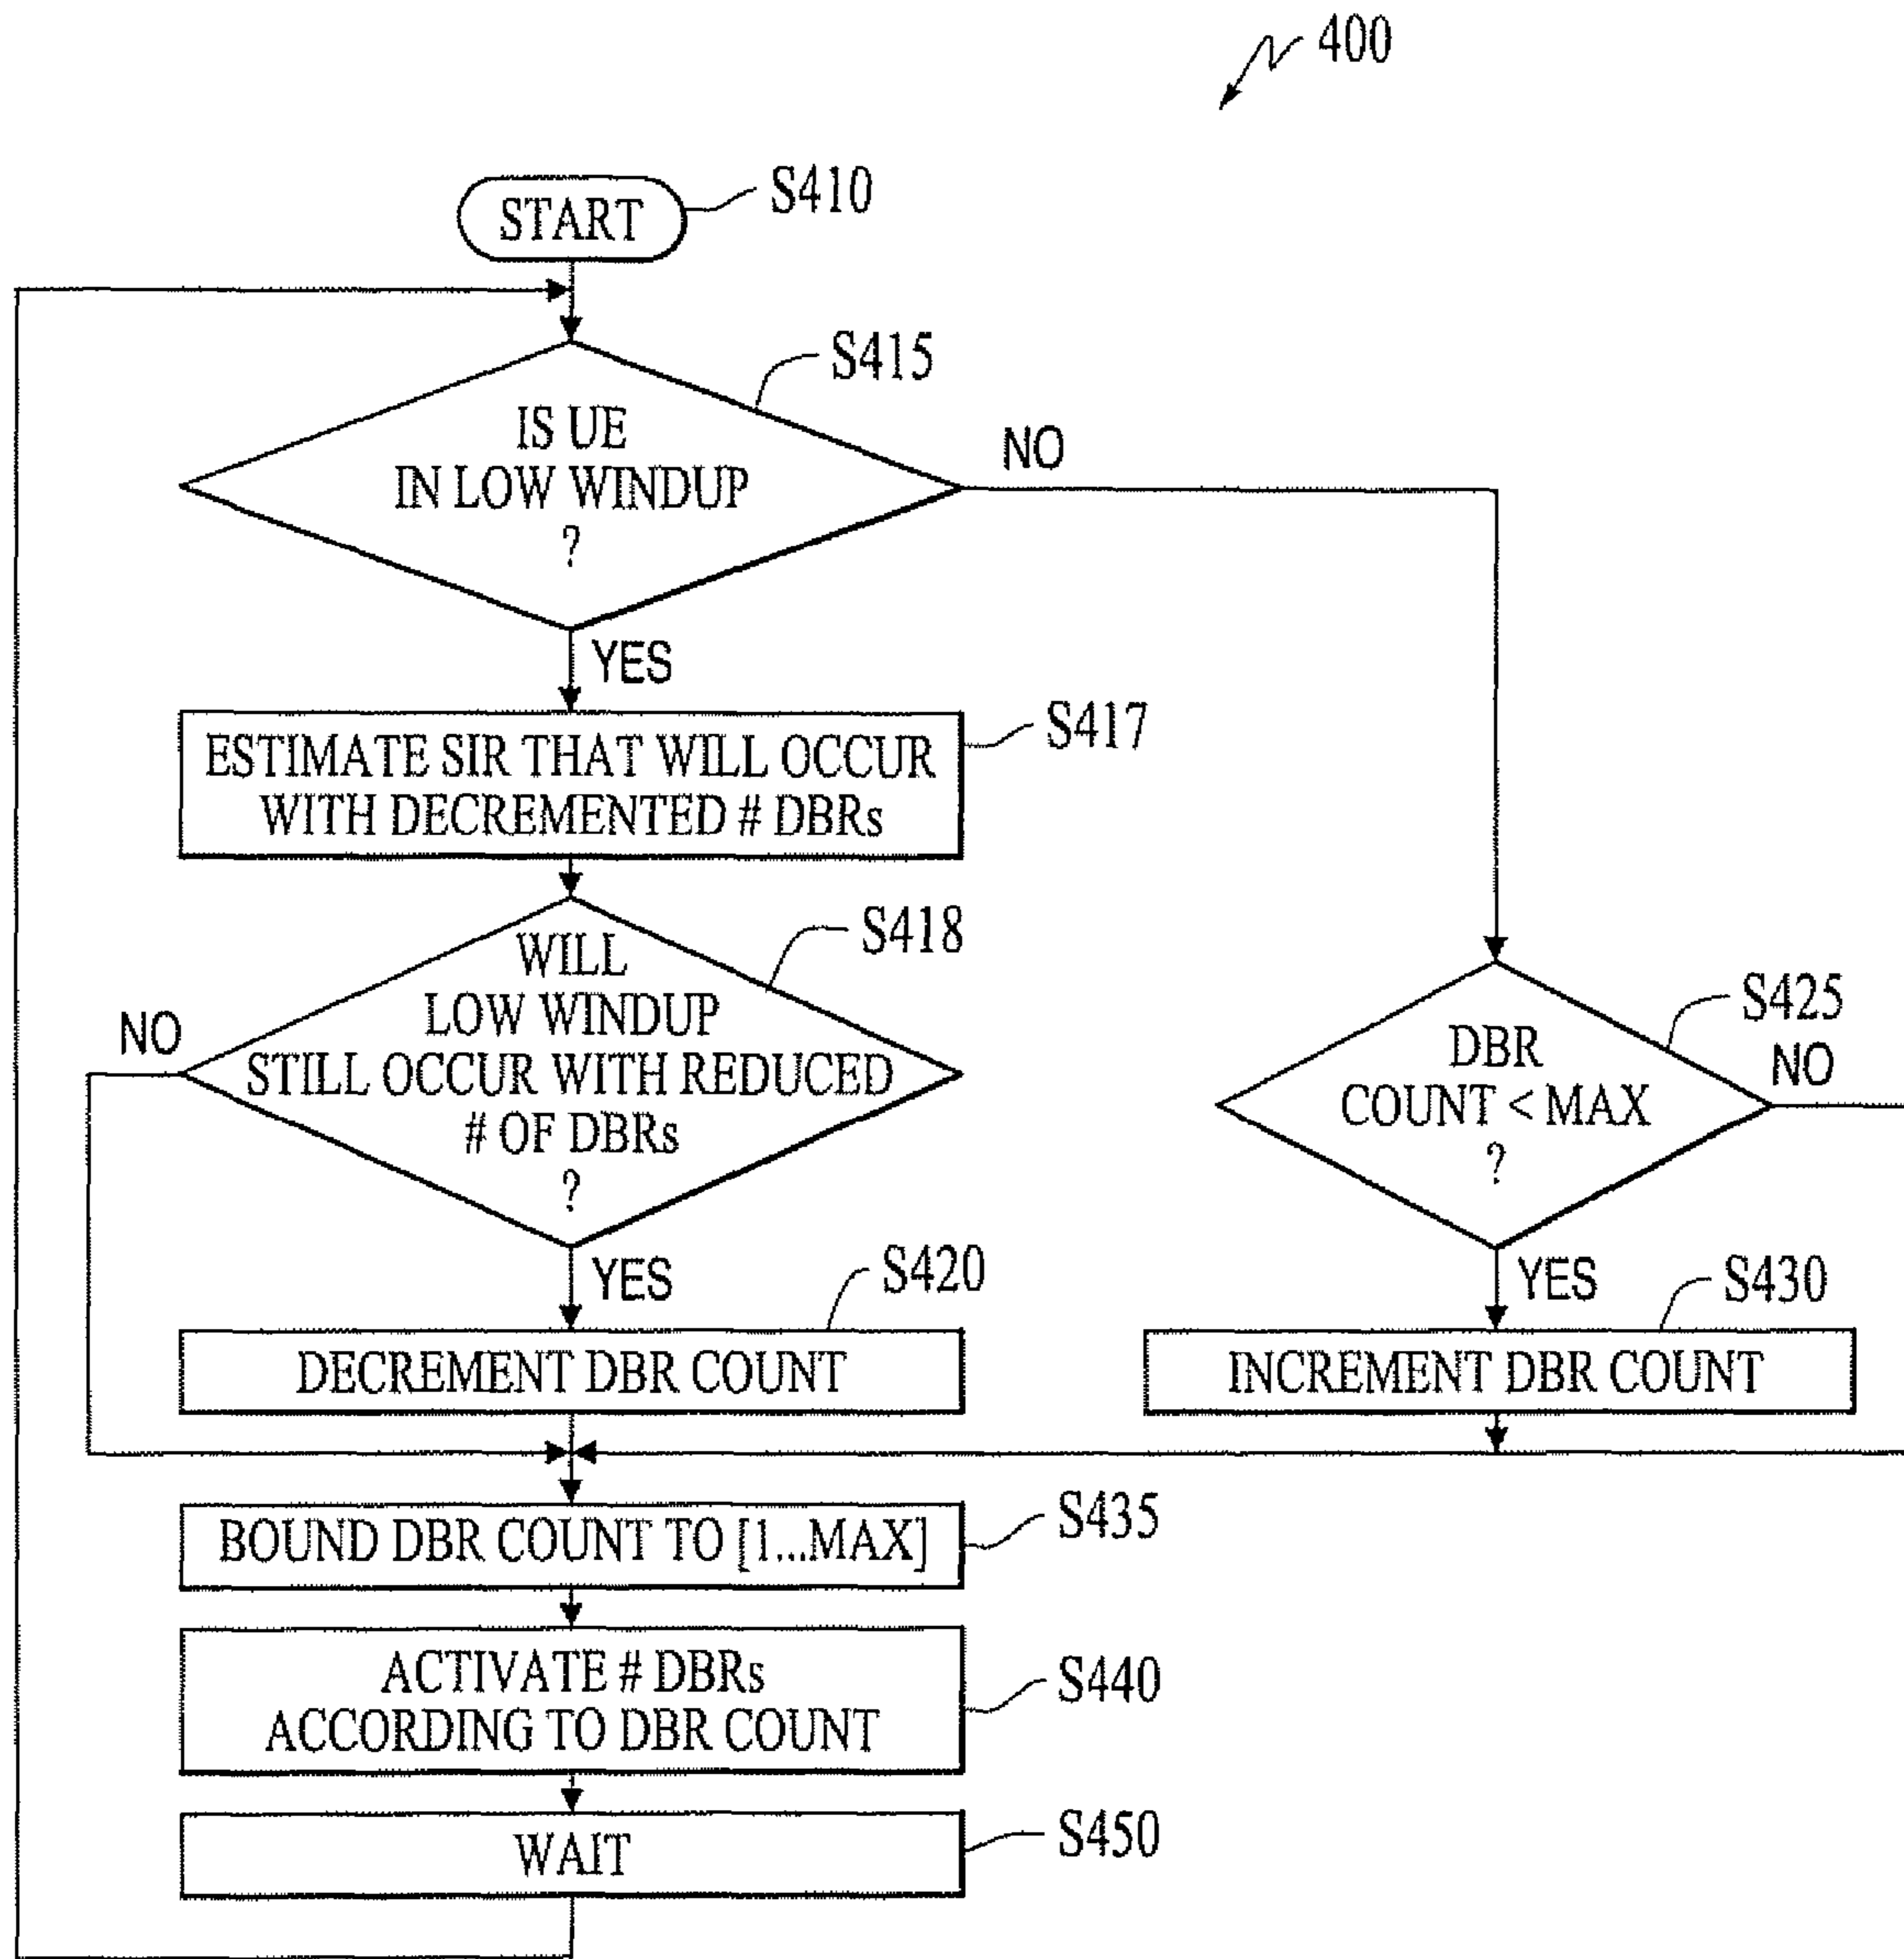 400
START
S410
S415
IS UE
IN LOW WINDUP
?
NO
YES
S417
ESTIMATE SIR THAT WILL OCCUR
WITH DECREMENTED # DBRs
S418
WILL
LOW WINDUP
STILL OCCUR WITH REDUCED
# OF DBRs
?
NO
YES
S425
DBR
COUNT < MAX
?
NO
YES
S420
DECREMENT DBR COUNT
S430
INCREMENT DBR COUNT
S435
BOUND DBR COUNT TO [1...MAX]
S440
ACTIVATE # DBRs
ACCORDING TO DBR COUNT
S450
WAIT